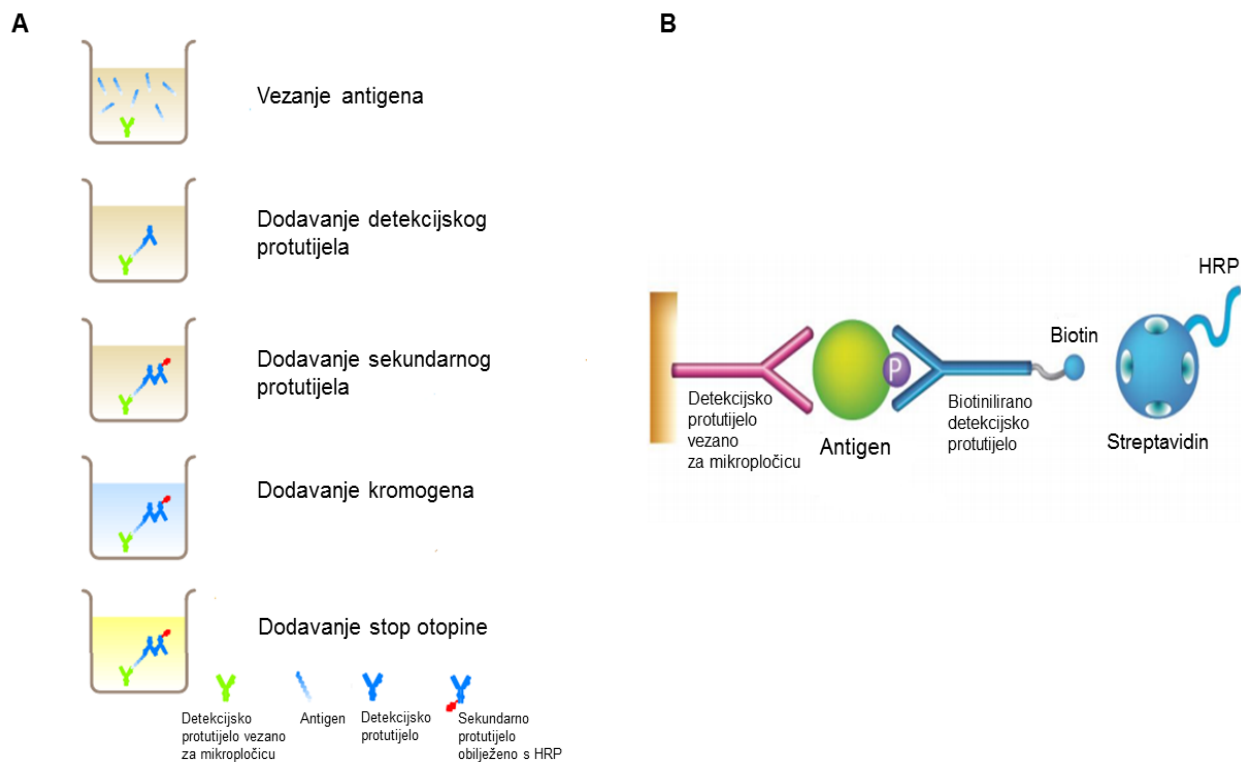 A
Vezanje antigena
Dodavanje detekcijskog
protutijela
Dodavanje sekundarnog
protutijela
Dodavanje kromogena
Dodavanje stop otopine
Detekcijsko
protutijelo vezano
za mikropločicu
Antigen
Detekcijsko
protutijelo
Sekundarno
protutijelo
obilježeno s HRP
B
HRP
Biotin
P
Detekcijsko
protutijelo
vezano
za mikropločicu
Antigen
Biotinilirano
detekcijsko
protutijelo
Streptavidin